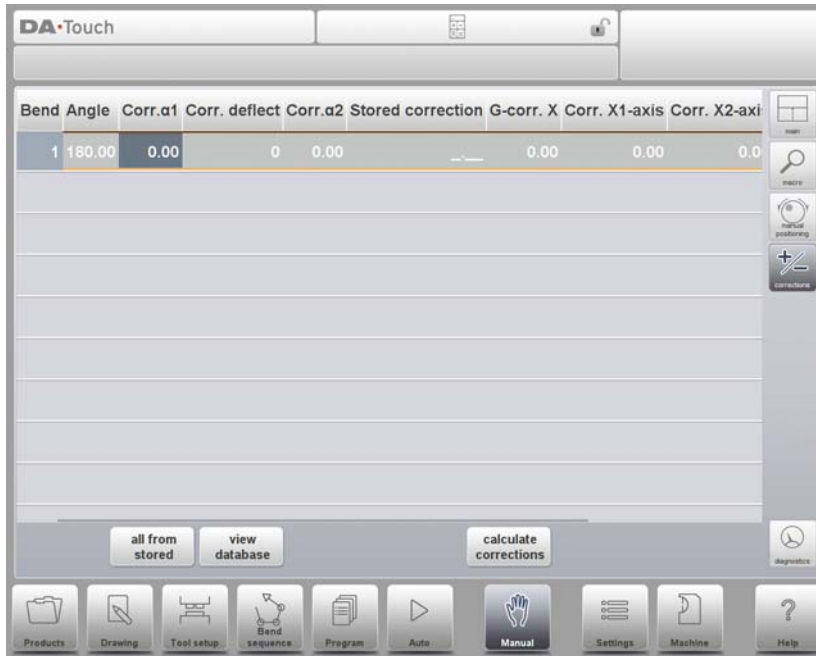 DA·Touch
Bend Angle Corr.α1 Corr. deflect Corr.α2 Stored correction G-corr. X Corr. X1-axis Corr. X2-axi
1 180.00 0.00 0 0.00 _.__ 0.00 0.00 0.0
main
macro
manual
positioning
+/-
corrections
all from
stored
view
database
calculate
corrections
diagnostics
Products Drawing Tool setup Bend
sequence Program Auto Manual Settings Machine ? Help